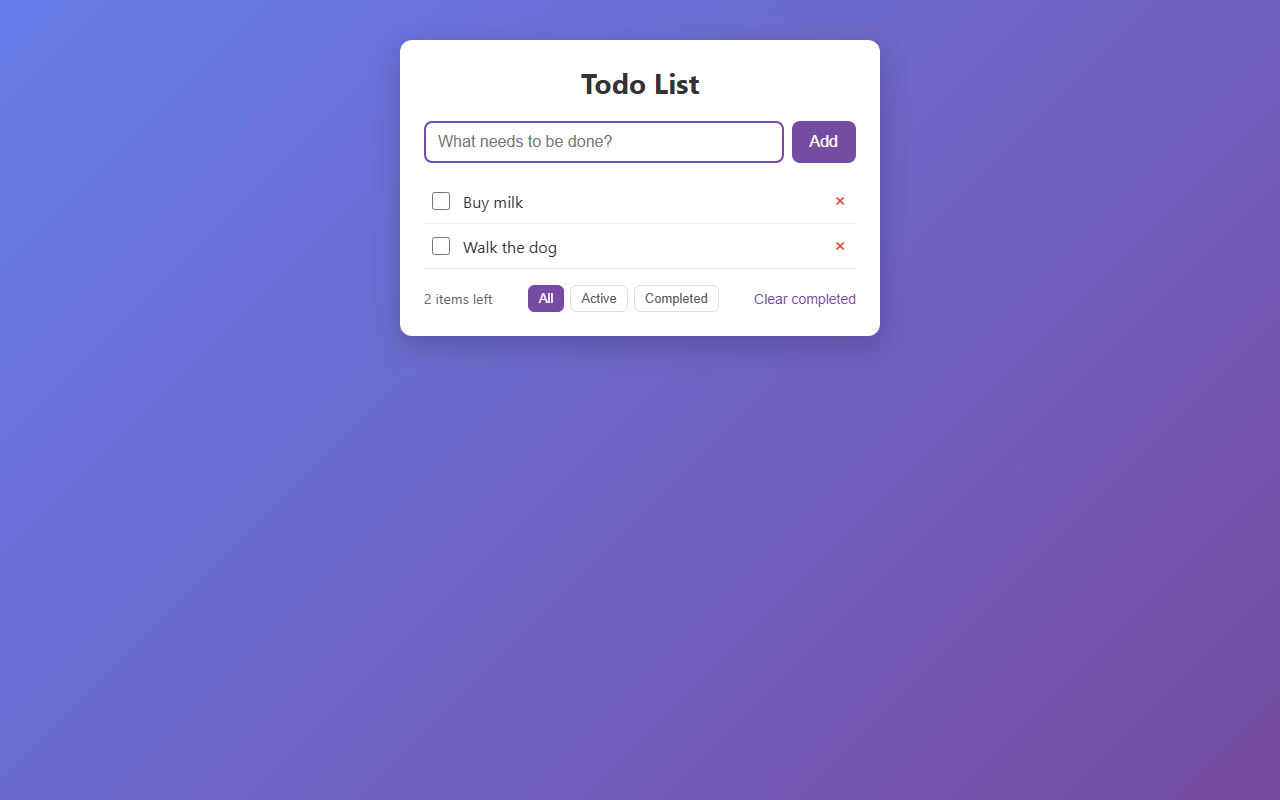 Todo List
What needs to be done? Add
Buy milk ×
Walk the dog ×
2 items left All Active Completed Clear completed